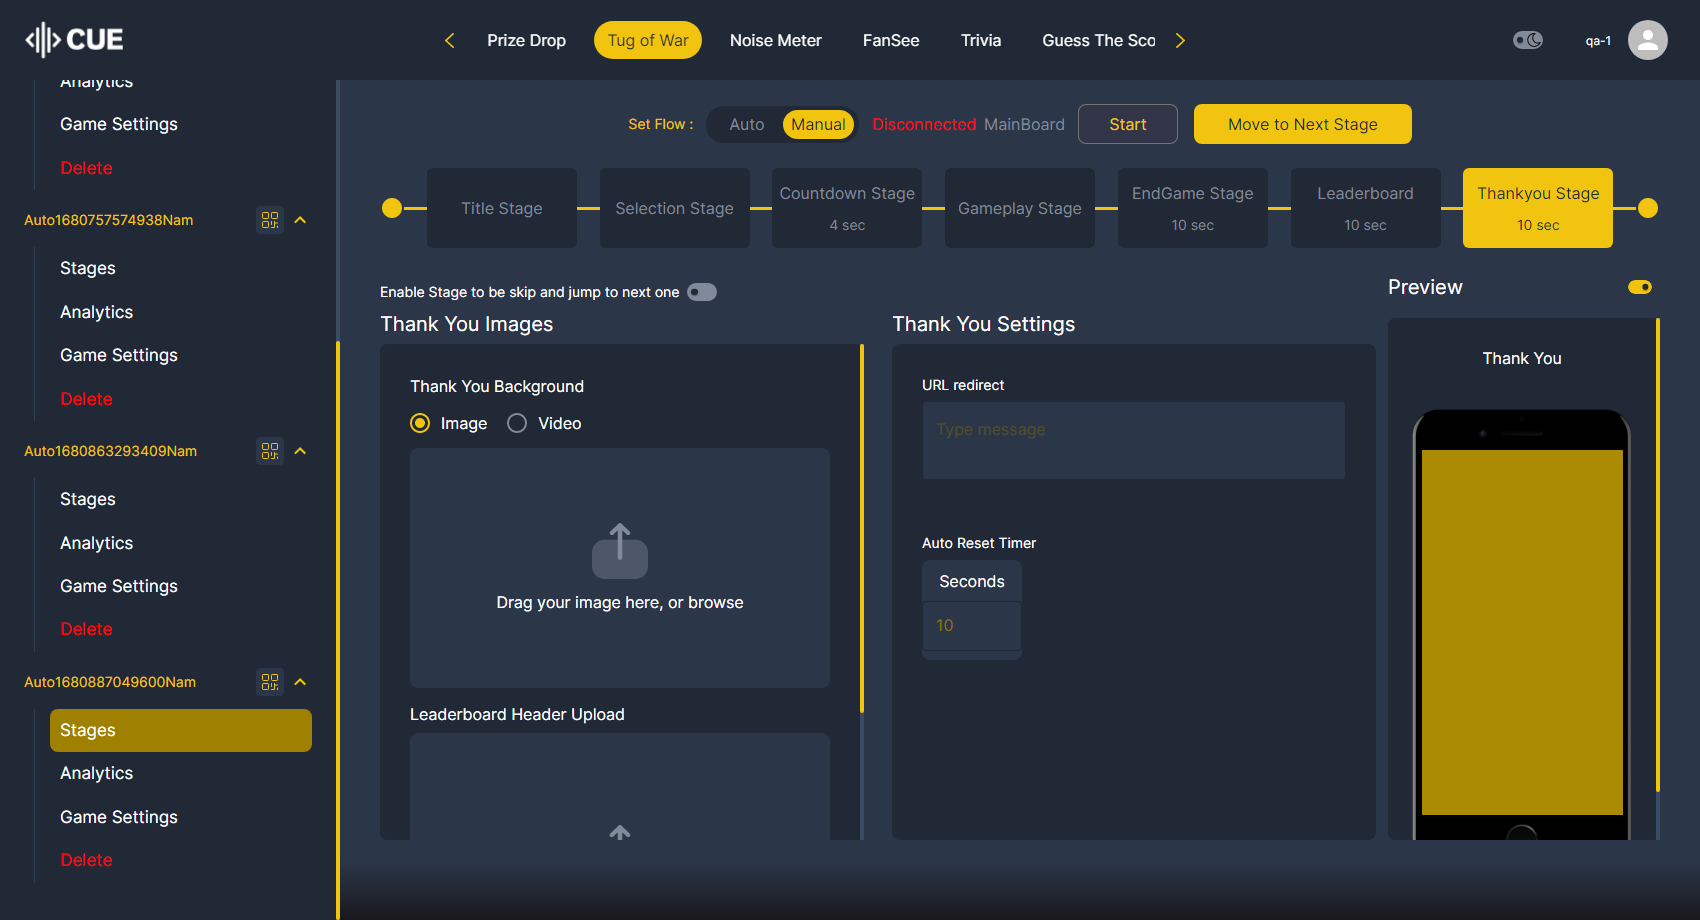 CUE
Prize Drop
Tug of War
Noise Meter
FanSee
Trivia
Guess The Sco
qa-1
Analytics
Game Settings
Delete
Auto1680757574938Nam
Stages
Analytics
Game Settings
Delete
Auto1680863293409Nam
Stages
Analytics
Game Settings
Delete
Auto1680887049600Nam
Stages
Analytics
Game Settings
Delete
Set Flow :
Auto
Manual
Disconnected MainBoard
Start
Move to Next Stage
Title Stage
Selection Stage
Countdown Stage
4 sec
Gameplay Stage
EndGame Stage
10 sec
Leaderboard
10 sec
Thankyou Stage
10 sec
Enable Stage to be skip and jump to next one
Thank You Images
Thank You Background
Image
Video
Drag your image here, or browse
Leaderboard Header Upload
Thank You Settings
URL redirect
Type message
Auto Reset Timer
Seconds
10
Preview
Thank You